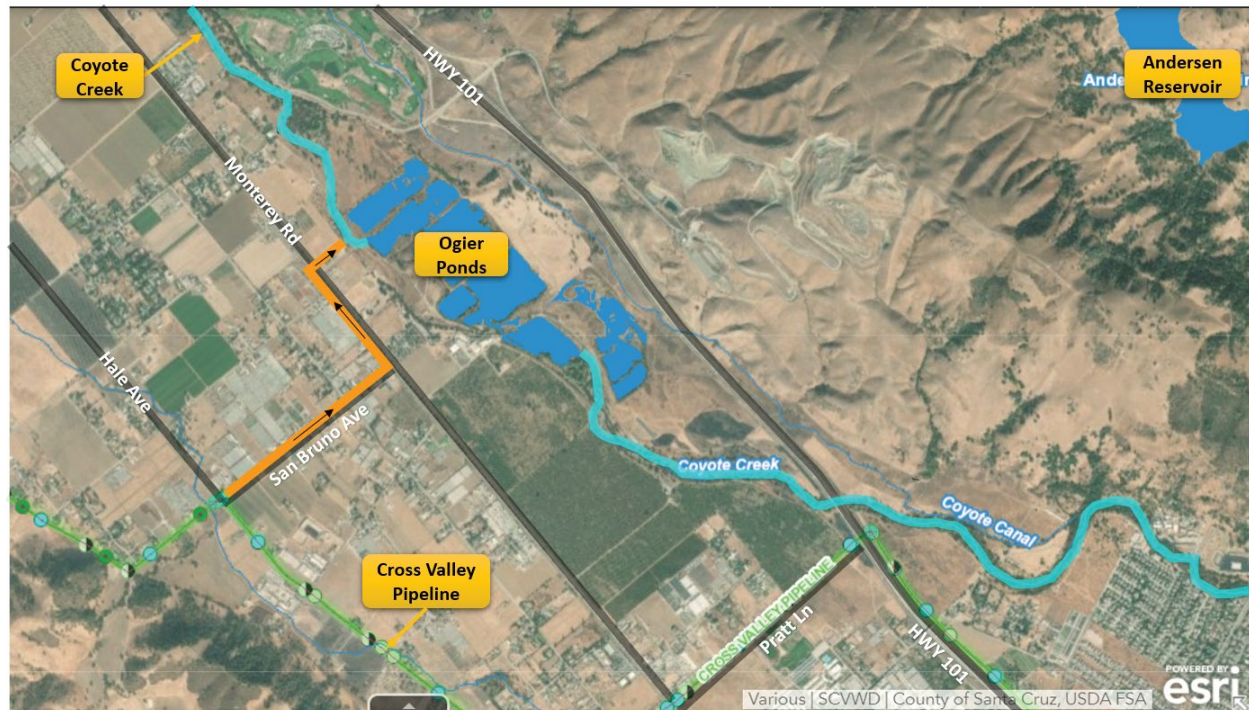 Coyote
Creek
HWY 101
Andersen
Reservoir
Monterey Rd
Ogier
Ponds
Hale Ave
San Bruno Ave
Coyote Creek
Coyote Canal
Cross Valley
Pipeline
CROSS VALLEY PIPELINE
Pratt Ln
HWY 101
POWERED BY
esri
Various | SCVWD | County of Santa Cruz, USDA FSA